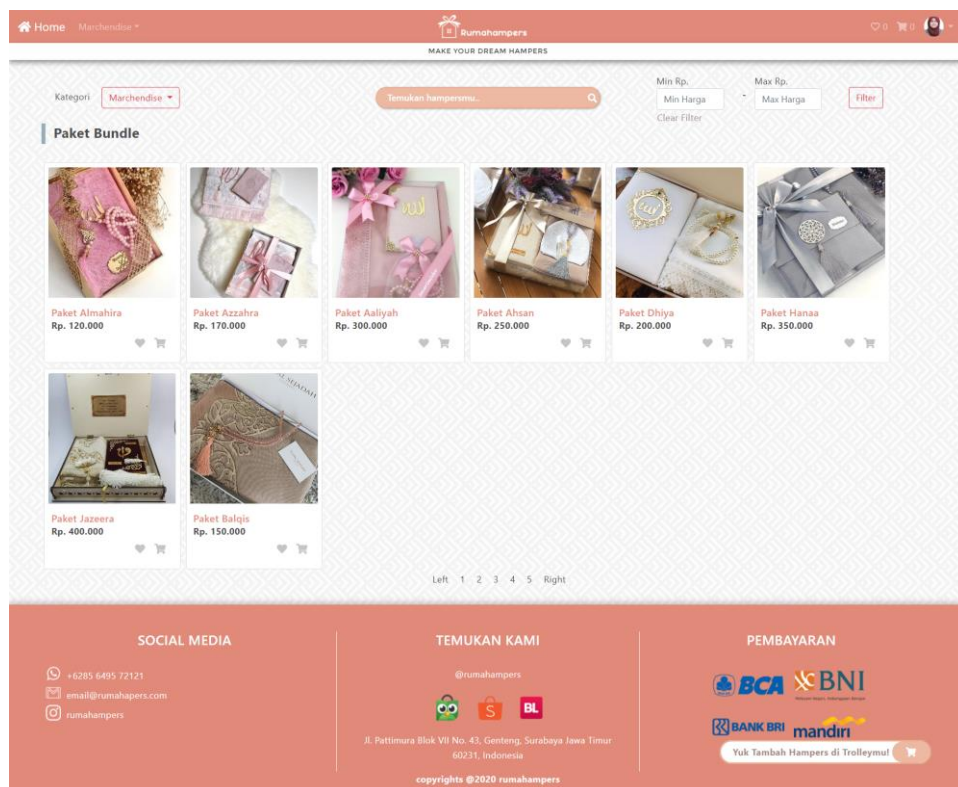 Home Marchendise
Rumahampers
0 0
MAKE YOUR DREAM HAMPERS
Kategori Marchendise
Temukan hampersmu..
Min Rp. Max Rp.
Min Harga - Max Harga Filter
Clear Filter
Paket Bundle
Paket Almahira
Rp. 120.000
Paket Azzahra
Rp. 170.000
Paket Aaliyah
Rp. 300.000
Paket Ahsan
Rp. 250.000
Paket Dhiya
Rp. 200.000
Paket Hanaa
Rp. 350.000
Paket Jazeera
Rp. 400.000
Paket Balqis
Rp. 150.000
Left 1 2 3 4 5 Right
SOCIAL MEDIA
+6285 6495 72121
email@rumahapers.com
rumahampers
TEMUKAN KAMI
@rumahampers
S BL
Jl. Pattimura Blok VII No. 43, Genteng, Surabaya Jawa Timur
60231, Indonesia
PEMBAYARAN
BCA BNI
BANK BRI mandiri
Yuk Tambah Hampers di Trolleymu!
copyrights @2020 rumahampers